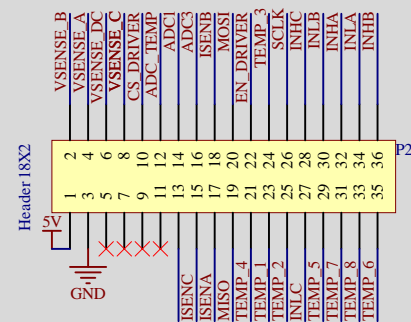 VSENSE_B
VSENSE_A
VSENSE_DC
VSENSE_C
CS_DRIVER
ADC_TEMP
ADC1
ADC3
ISENB
MOSI
EN_DRIVER
TEMP_3
SCLK
INHC
INLB
INHA
INLA
INHB
P2
Header 18X2
2 4 6 8 10 12 14 16 18 20 22 24 26 28 30 32 34 36
1 3 5 7 9 11 13 15 17 19 21 23 25 27 29 31 33 35
5V
GND
ISENC
ISENA
MISO
TEMP_4
TEMP_1
TEMP_2
INLC
TEMP_5
TEMP_7
TEMP_8
TEMP_6